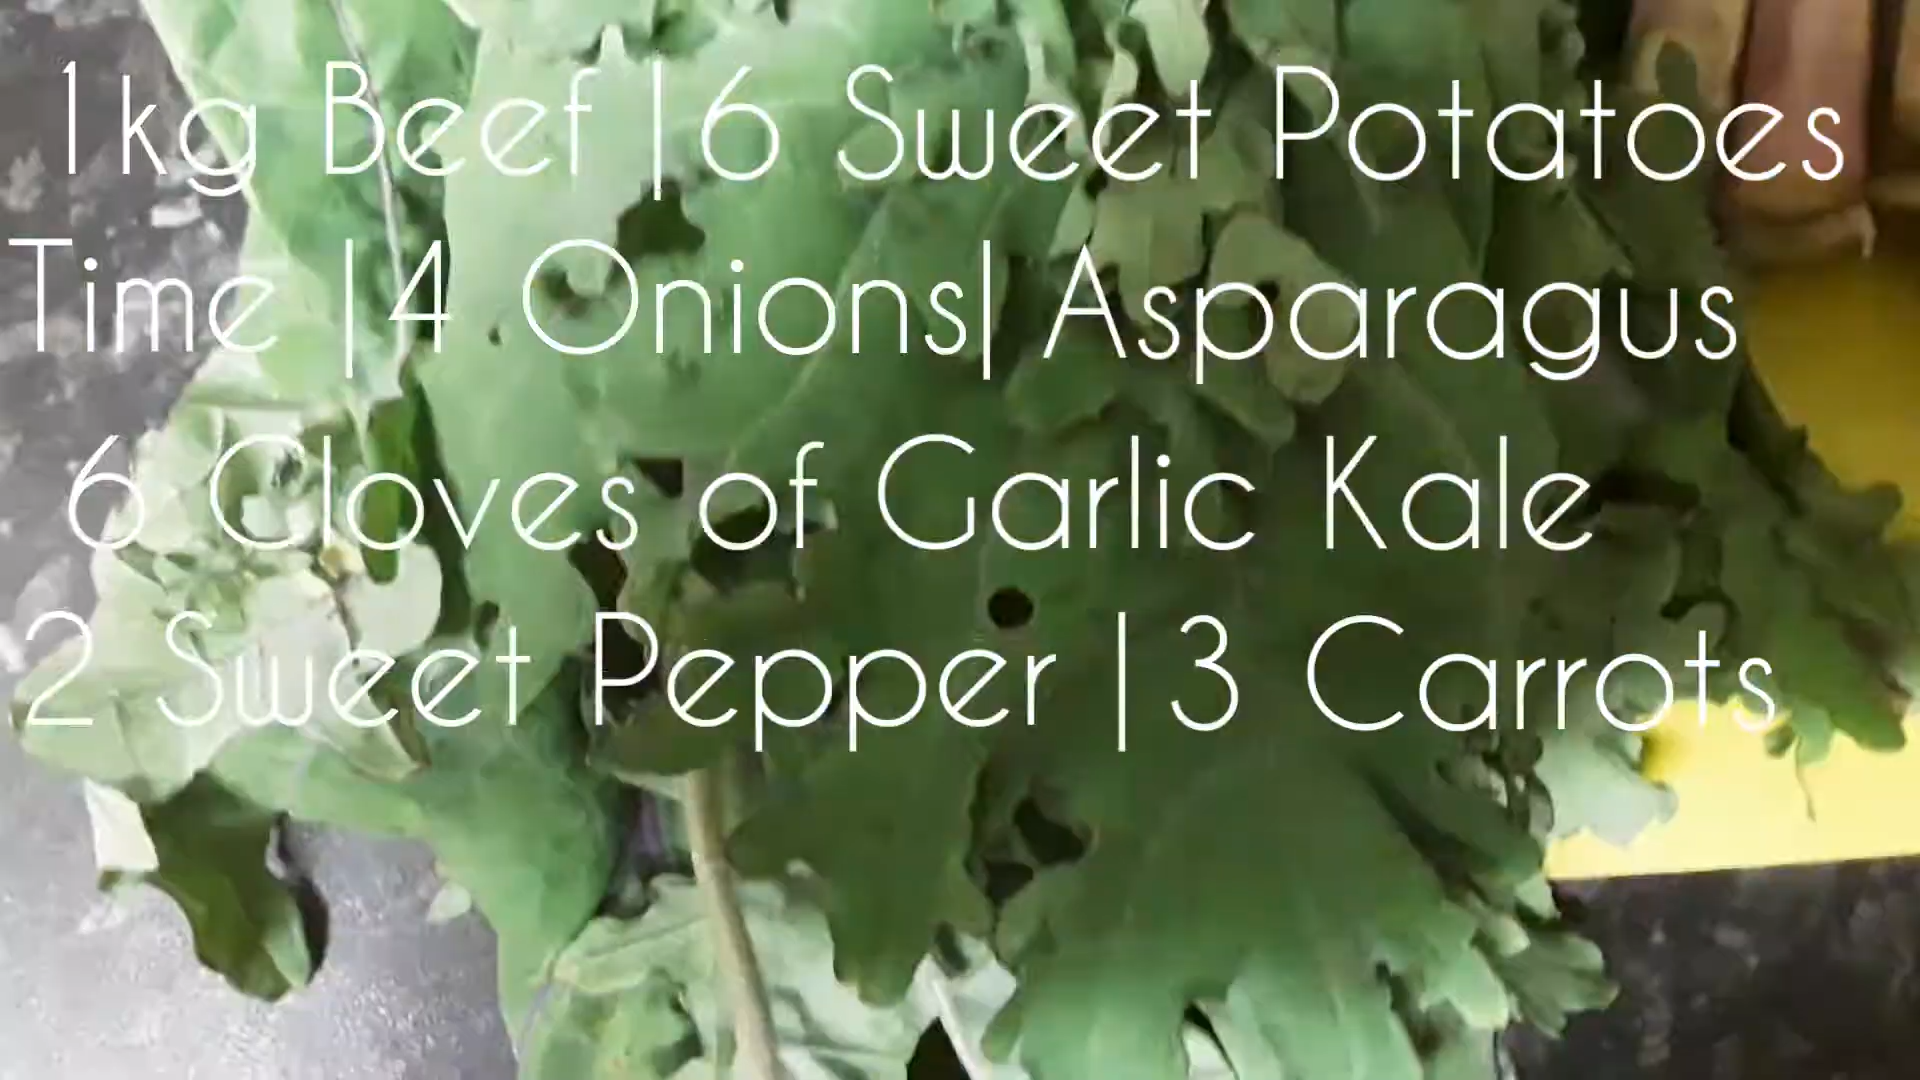 1kg Beef |6 Sweet Potatoes
Time |4 Onions| Asparagus
6 Cloves of Garlic Kale
2 Sweet Pepper |3 Carrots